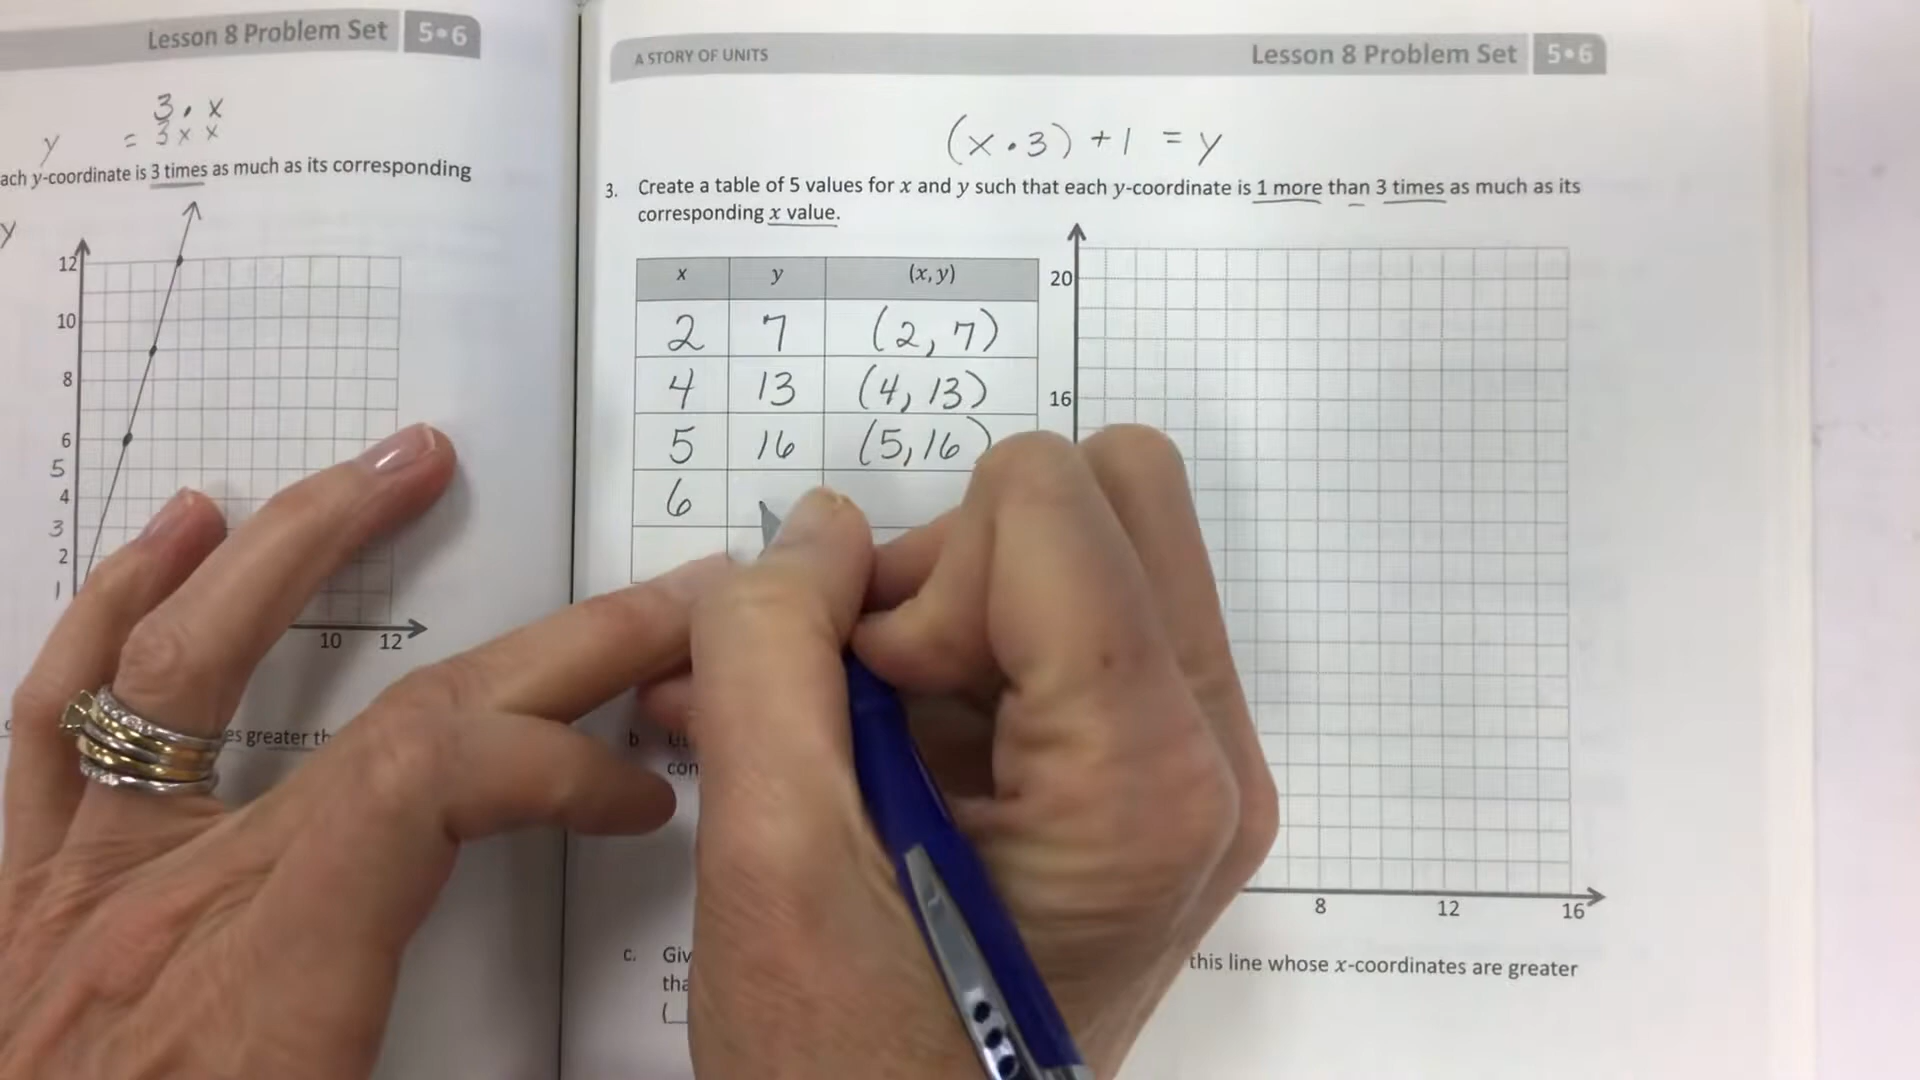 Lesson 8 Problem Set 5•6
3 . x
y = 3 x x
ach y-coordinate is 3 times as much as its corresponding
y
12
10
8
6
5
4
3
2
1
10 12
es greater th
A STORY OF UNITS Lesson 8 Problem Set 5•6
(x • 3) + 1 = y
3. Create a table of 5 values for x and y such that each y-coordinate is 1 more than 3 times as much as its
corresponding x value.
x y (x, y)
2 7 (2, 7)
4 13 (4, 13)
5 16 (5, 16)
6
20
16
8 12 16
b
con
c. Giv this line whose x-coordinates are greater
tha
(